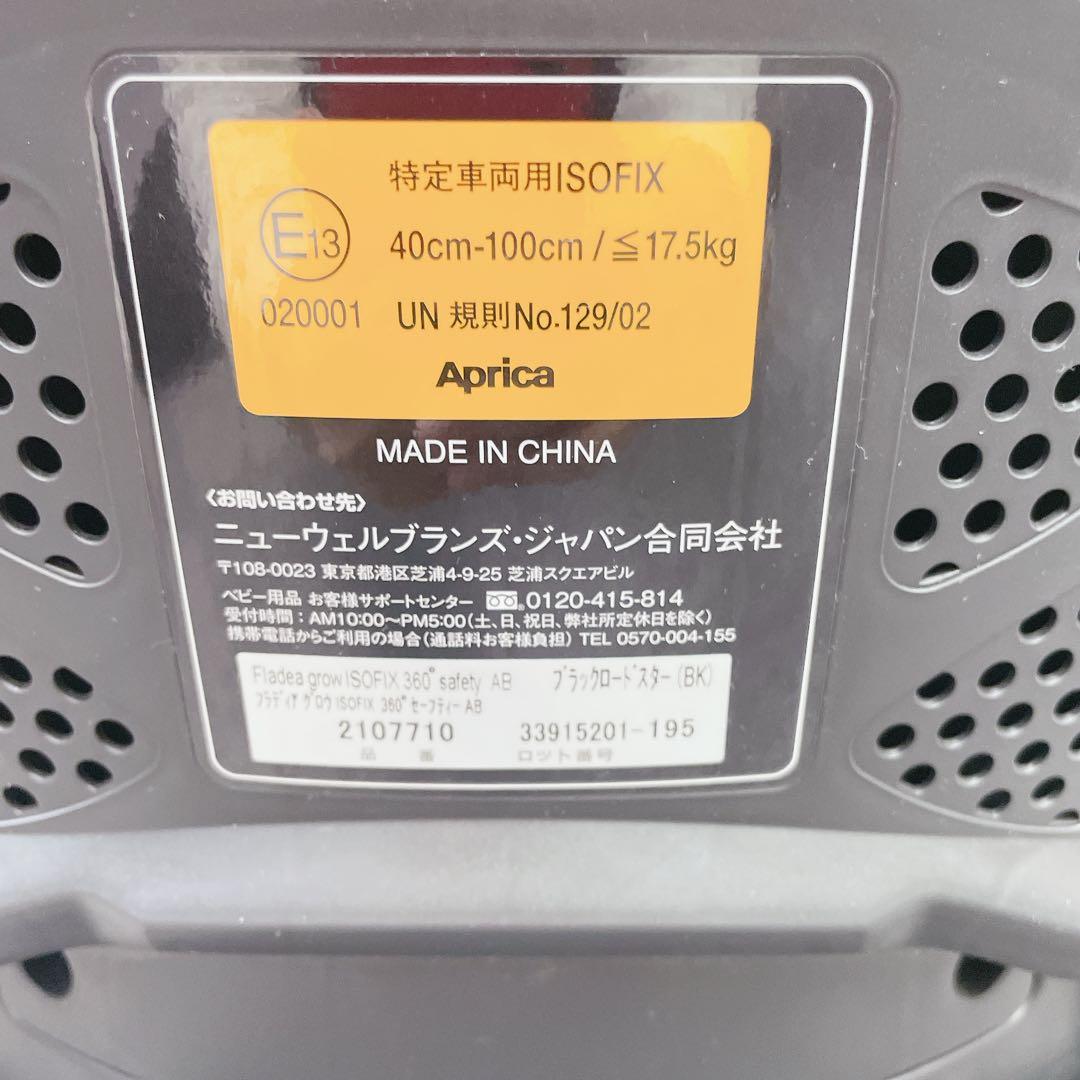 特定車両用ISOFIX
E13 40cm-100cm / ≦17.5kg
020001 UN 規則No.129/02
Aprica
MADE IN CHINA
〈お問い合わせ先〉
ニューウェルブランズ・ジャパン合同会社
〒108-0023 東京都港区芝浦4-9-25 芝浦スクエアビル
ベビー用品 お客様サポートセンター 0120-415-814
受付時間：AM10:00～PM5:00（土、日、祝日、弊社所定休日を除く）
携帯電話からご利用の場合（通話料お客様負担）TEL 0570-004-155
Fladea grow ISOFIX 360° safety AB ブラックロードスター(BK)
フラディア グロウ ISOFIX 360° セーフティー AB
2107710 33915201-195
品番 ロット番号